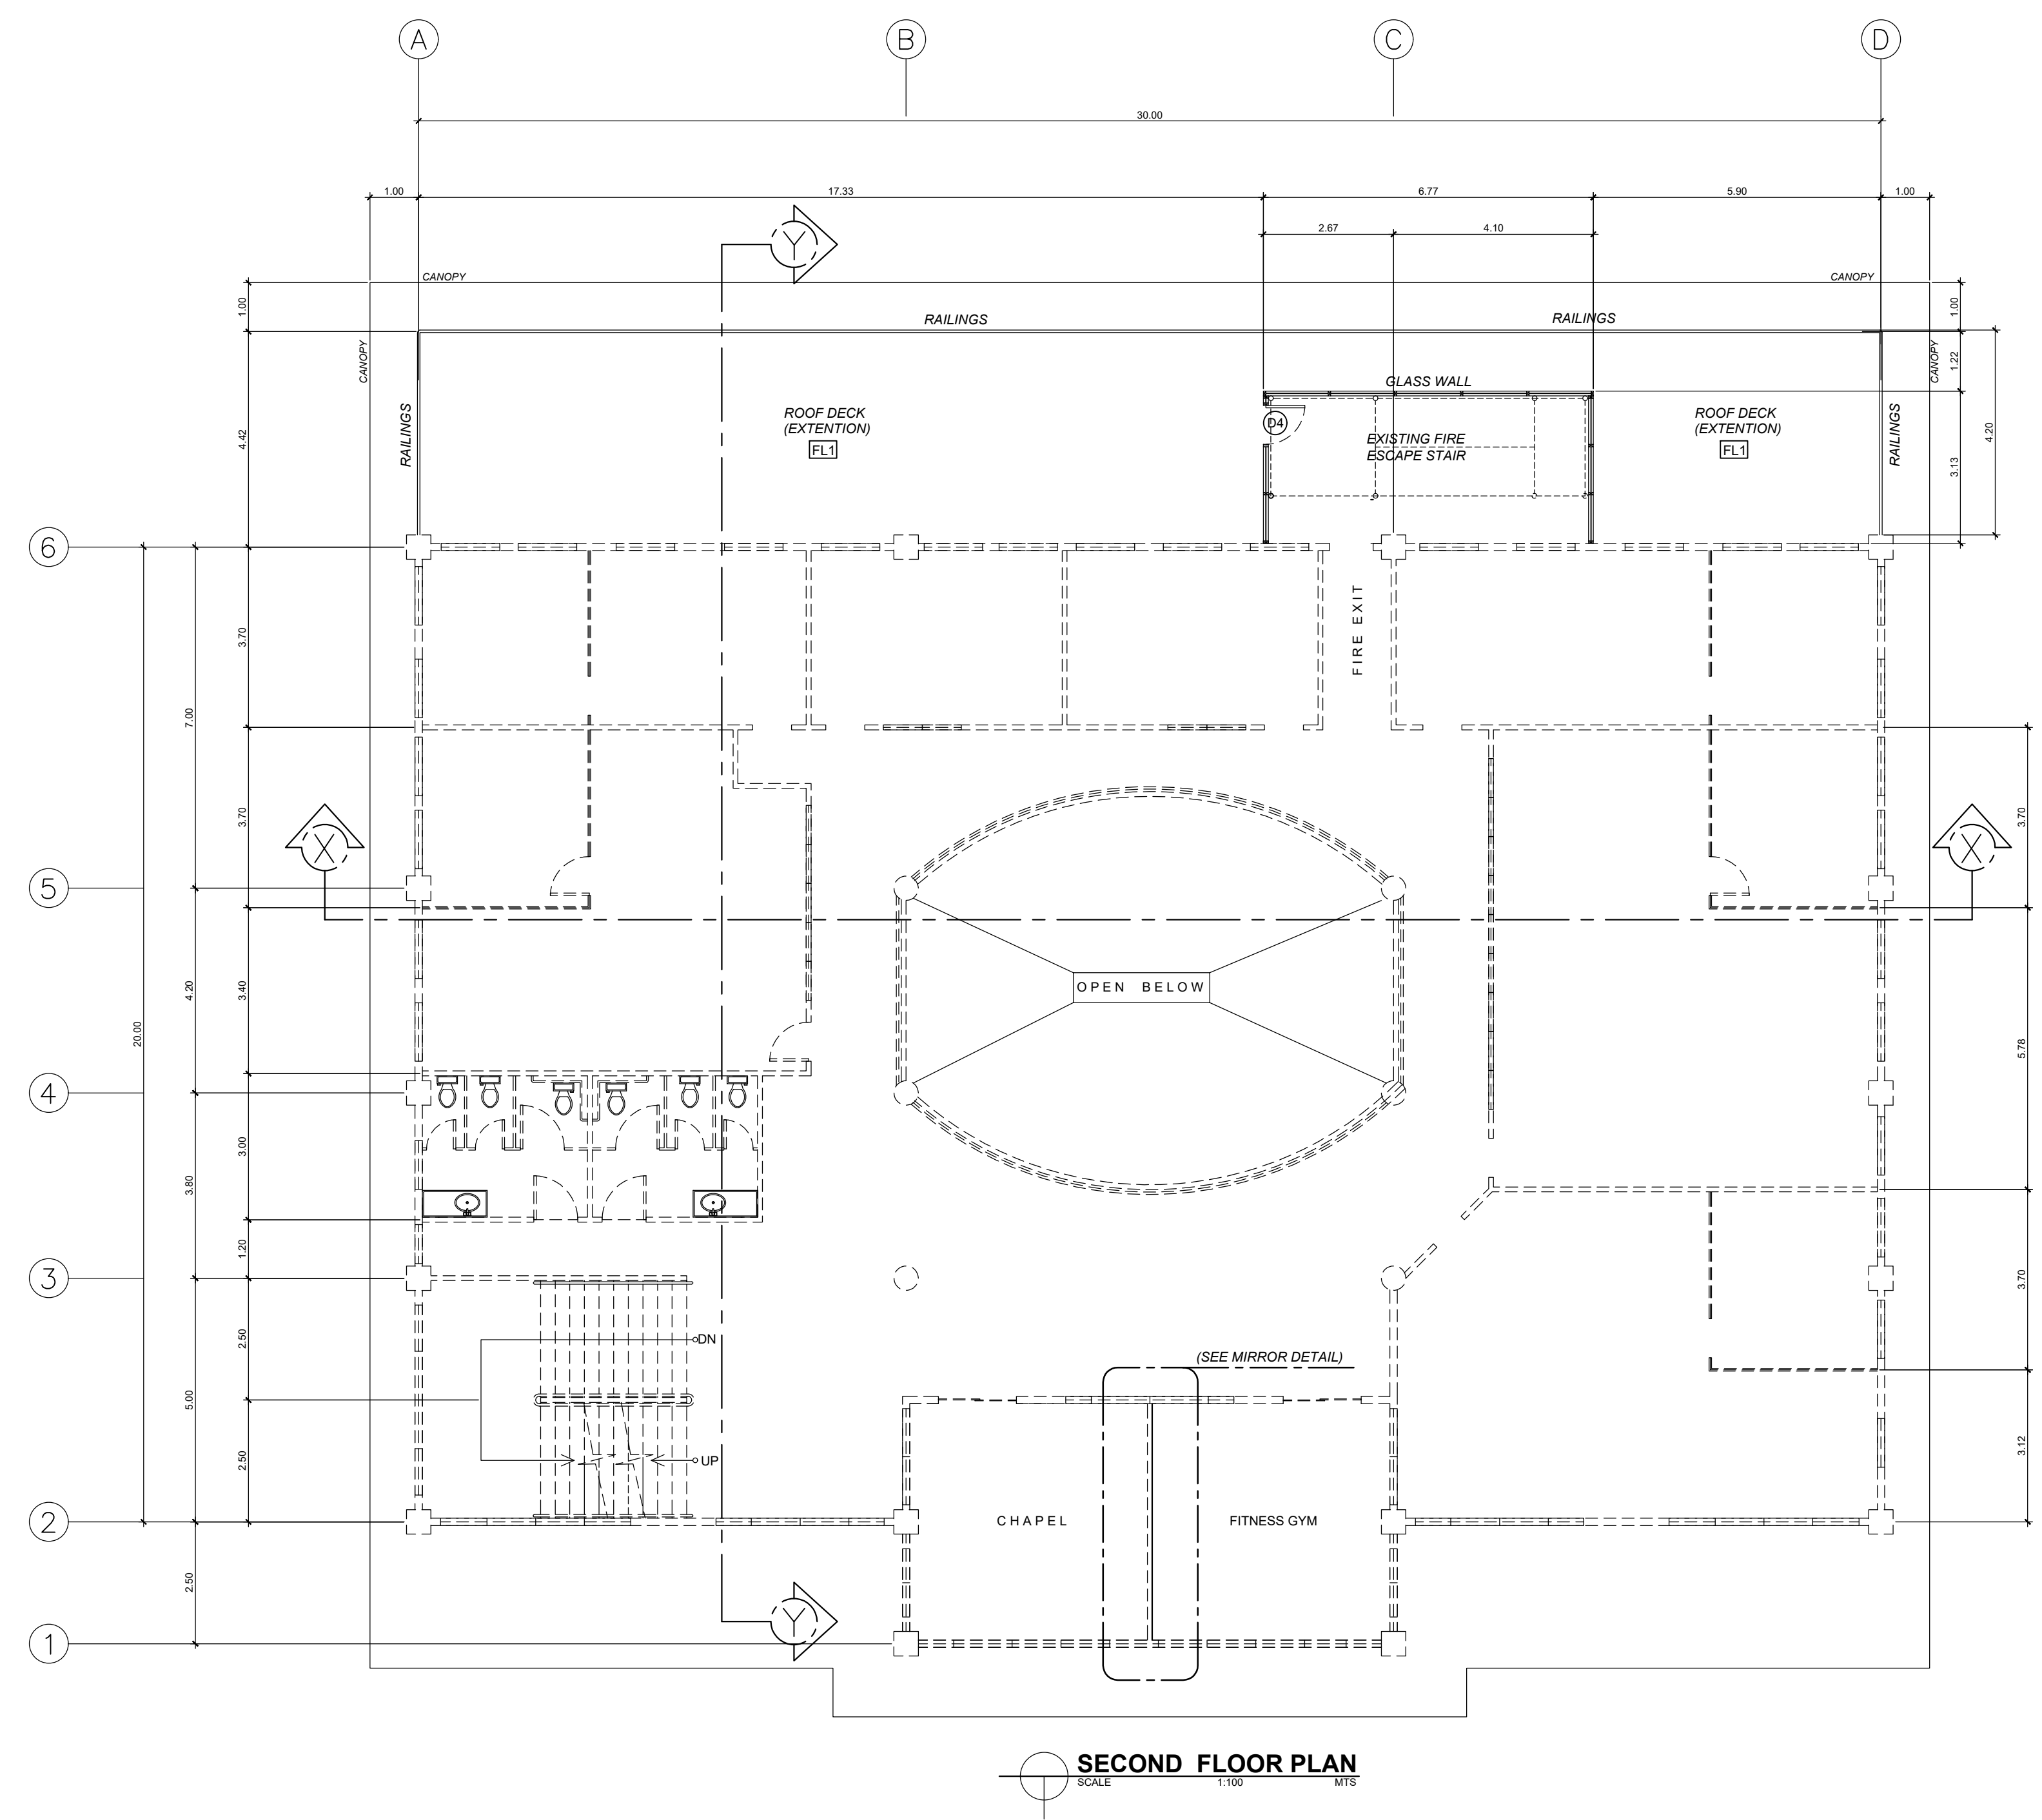 A B C D
30.00
1.00 17.33 6.77 5.90 1.00
2.67 4.10
Y
CANOPY CANOPY
RAILINGS RAILINGS
1.00 1.00
CANOPY CANOPY
1.22
GLASS WALL
ROOF DECK
(EXTENTION)
FL1
D4
EXISTING FIRE
ESCAPE STAIR
ROOF DECK
(EXTENTION)
FL1
RAILINGS RAILINGS
4.42
4.20
3.13
6
FIRE EXIT
3.70
7.00
3.70
3.70
X X
5
OPEN BELOW
4.20
3.40
20.00
5.78
4
3.00
3.80
1.20
3
3.70
2.50
DN
(SEE MIRROR DETAIL)
5.00
2.50
UP
3.12
2
CHAPEL
FITNESS GYM
2.50
Y
1
SECOND FLOOR PLAN
SCALE 1:100 MTS